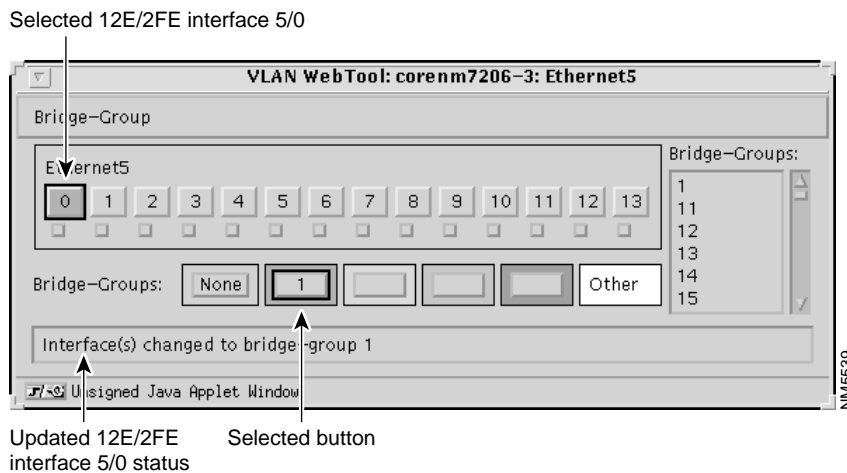 Selected 12E/2FE interface 5/0
VLAN WebTool: corenm7206-3: Ethernet5
Bridge-Group
Ethernet5
0 1 2 3 4 5 6 7 8 9 10 11 12 13
Bridge-Groups:
1
11
12
13
14
15
Bridge-Groups: None 1 Other
Interface(s) changed to bridge-group 1
Unsigned Java Applet Window
NM5539
Updated 12E/2FE
interface 5/0 status
Selected button